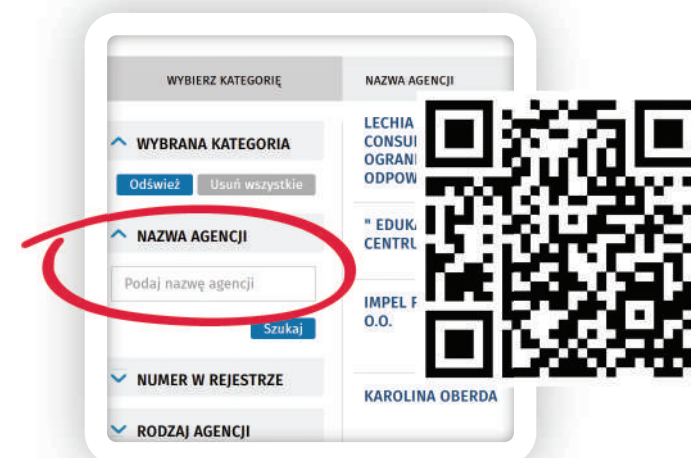 WYBIERZ KATEGORIĘ
NAZWA AGENCJI
WYBRANA KATEGORIA
Odśwież Usuń wszystkie
NAZWA AGENCJI
Podaj nazwę agencji
Szukaj
NUMER W REJESTRZE
RODZAJ AGENCJI
LECHIA
CONSUL
OGRANI
ODPOW
" EDUKA
CENTRU
IMPEL
O.O.
KAROLINA OBERDA